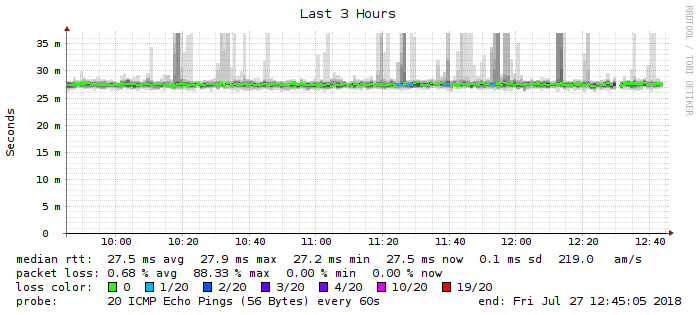 Last 3 Hours
RRDTOOL / TOBI OETIKER
Seconds
35 m
30 m
25 m
20 m
15 m
10 m
5 m
0
10:00 10:20 10:40 11:00 11:20 11:40 12:00 12:20 12:40
median rtt: 27.5 ms avg 27.9 ms max 27.2 ms min 27.5 ms now 0.1 ms sd 219.0 am/s
packet loss: 0.68 % avg 88.33 % max 0.00 % min 0.00 % now
loss color: 0 1/20 2/20 3/20 4/20 10/20 19/20
probe: 20 ICMP Echo Pings (56 Bytes) every 60s end: Fri Jul 27 12:45:05 2018